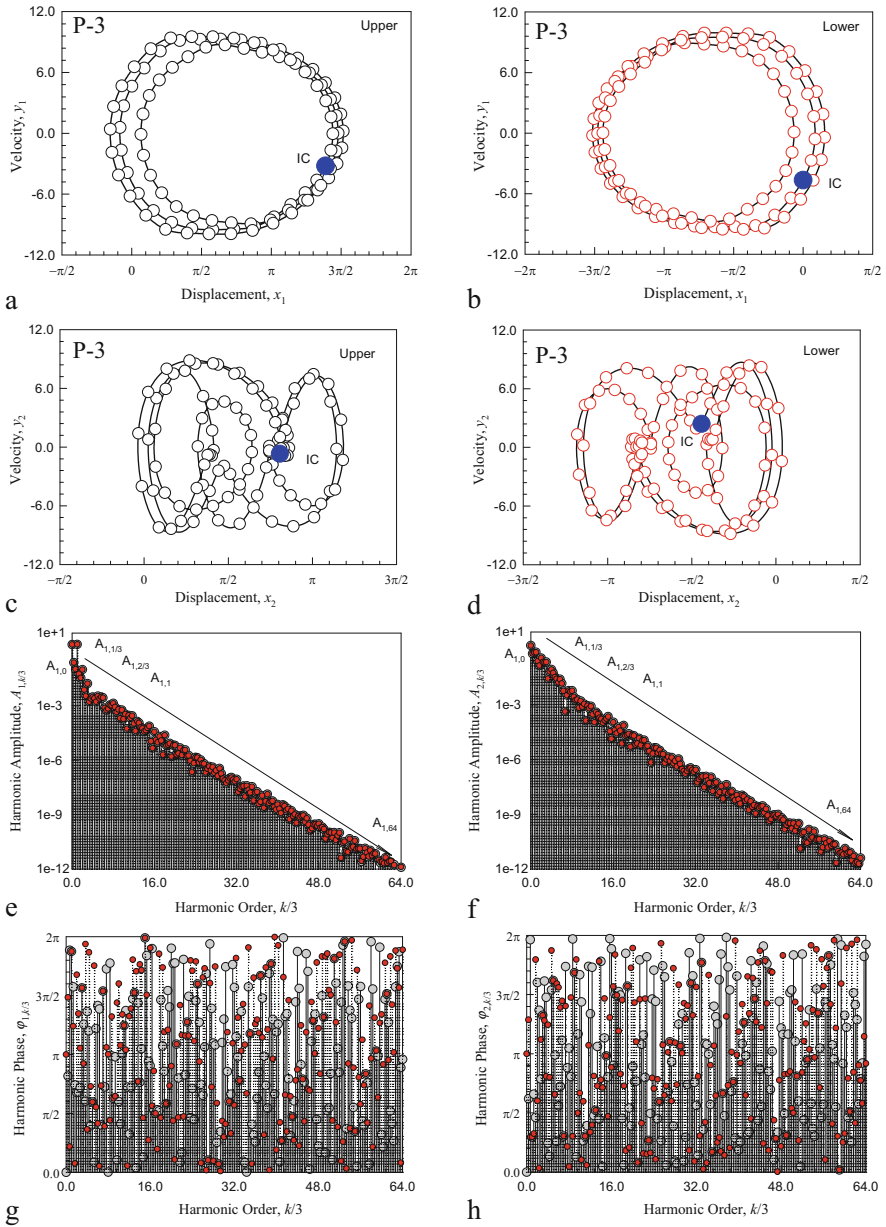 P-3
Upper
12.0
6.0
0.0
-6.0
-12.0
Velocity, y₁
IC
−π/2
0
π/2
π
3π/2
2π
Displacement, x₁
a
P-3
Lower
12.0
6.0
0.0
-6.0
-12.0
Velocity, y₁
IC
−2π
−3π/2
−π
−π/2
0
π/2
Displacement, x₁
b
P-3
Upper
12.0
6.0
0.0
-6.0
-12.0
Velocity, y₂
IC
−π/2
0
π/2
π
3π/2
Displacement, x₂
c
P-3
Lower
12.0
6.0
0.0
-6.0
-12.0
Velocity, y₂
IC
−3π/2
−π
−π/2
0
π/2
Displacement, x₂
d
1e+1
1e-3
1e-6
1e-9
1e-12
Harmonic Amplitude, A₁,k/3
A₁,₀
A₁,₁/₃
A₁,₂/₃
A₁,₁
A₁,₆₄
0.0
16.0
32.0
48.0
64.0
Harmonic Order, k/3
e
1e+1
1e-3
1e-6
1e-9
1e-12
Harmonic Amplitude, A₂,k/3
A₁,₀
A₁,₁/₃
A₁,₂/₃
A₁,₁
A₁,₆₄
0.0
16.0
32.0
48.0
64.0
Harmonic Order, k/3
f
2π
3π/2
π
π/2
0.0
Harmonic Phase, φ₁,k/3
0.0
16.0
32.0
48.0
64.0
Harmonic Order, k/3
g
2π
3π/2
π
π/2
0.0
Harmonic Phase, φ₂,k/3
0.0
16.0
32.0
48.0
64.0
Harmonic Order, k/3
h